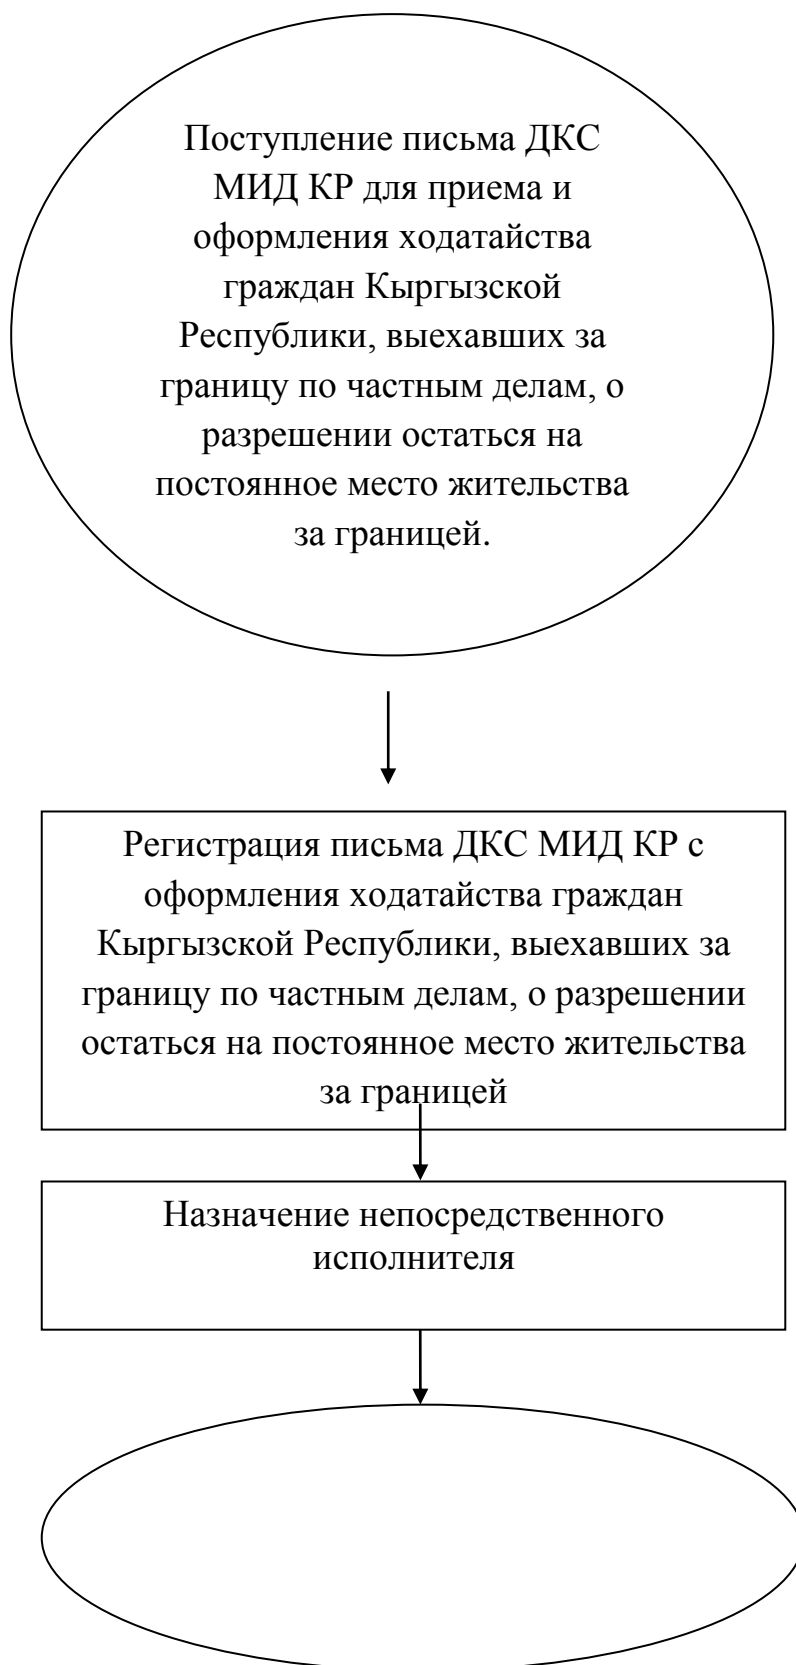 Поступление письма ДКС
МИД КР для приема и
оформления ходатайства
граждан Кыргызской
Республики, выехавших за
границу по частным делам, о
разрешении остаться на
постоянное место жительства
за границей.
Регистрация письма ДКС МИД КР с
оформления ходатайства граждан
Кыргызской Республики, выехавших за
границу по частным делам, о разрешении
остаться на постоянное место жительства
за границей
Назначение непосредственного
исполнителя